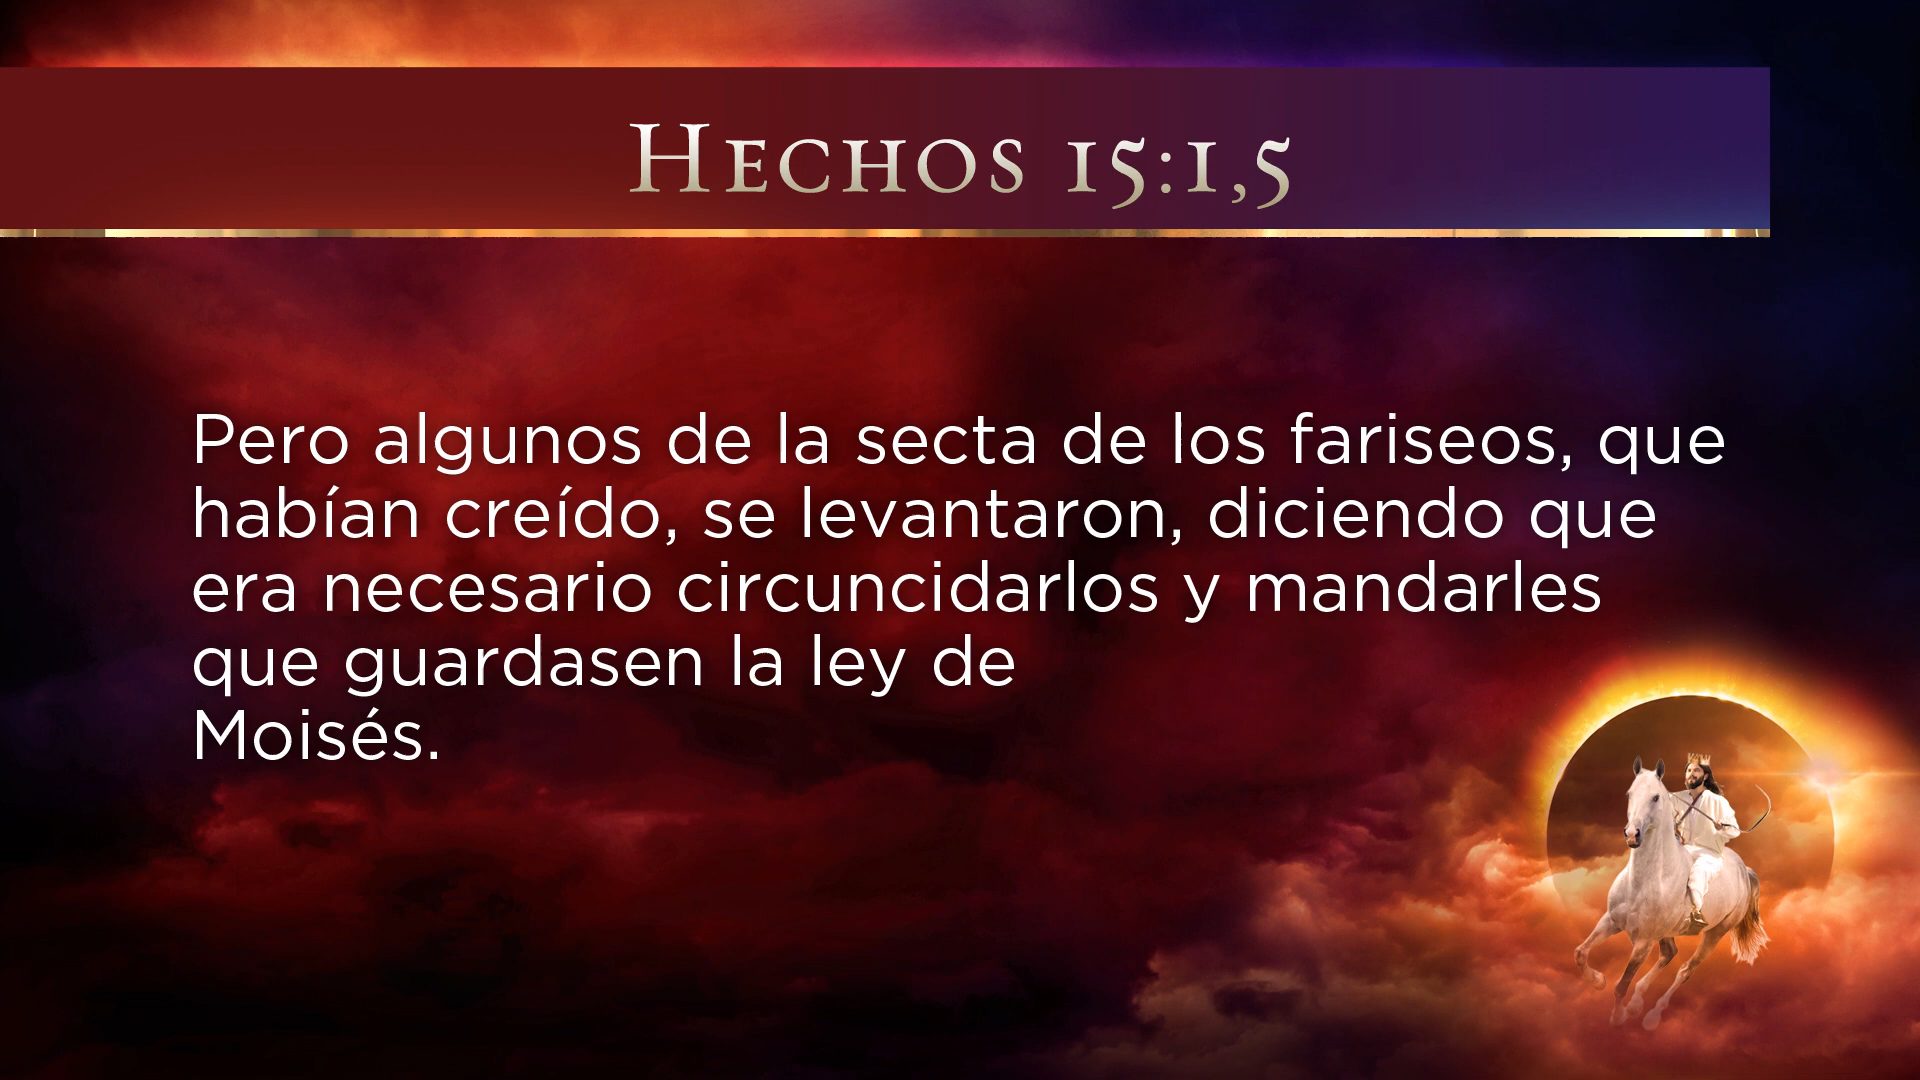 Hechos 15:1,5
Pero algunos de la secta de los fariseos, que
habían creído, se levantaron, diciendo que
era necesario circuncidarlos y mandarles
que guardasen la ley de
Moisés.